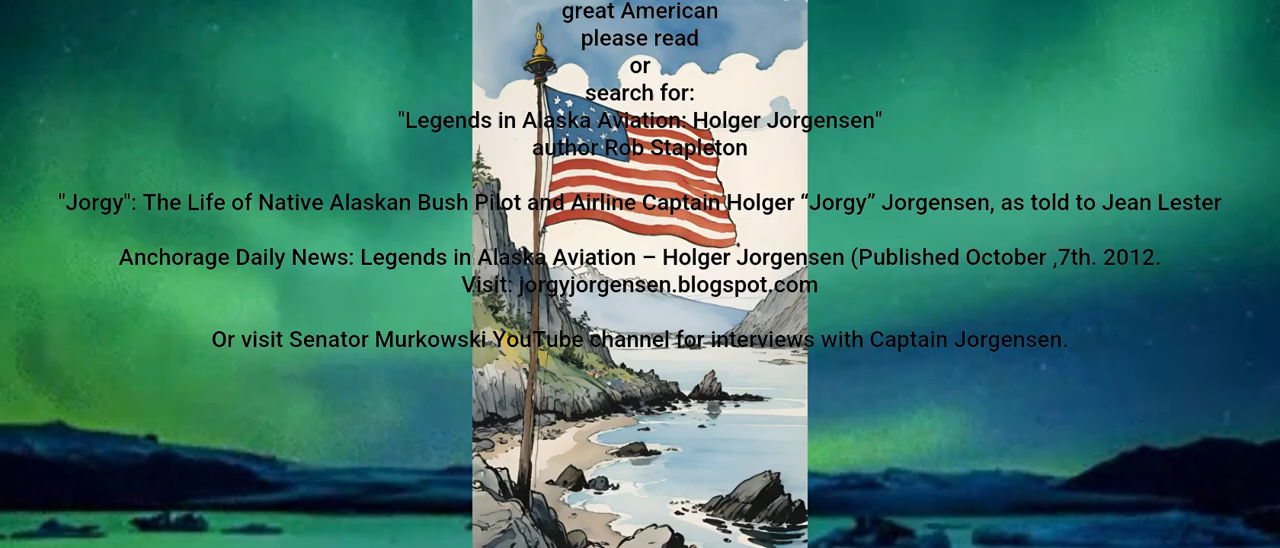 great American
please read
or
search for:
"Legends in Alaska Aviation: Holger Jorgensen"
author Rob Stapleton
"Jorgy": The Life of Native Alaskan Bush Pilot and Airline Captain Holger “Jorgy” Jorgensen, as told to Jean Lester
Anchorage Daily News: Legends in Alaska Aviation – Holger Jorgensen (Published October ,7th. 2012.
Visit: jorgyjorgensen.blogspot.com
Or visit Senator Murkowski YouTube channel for interviews with Captain Jorgensen.